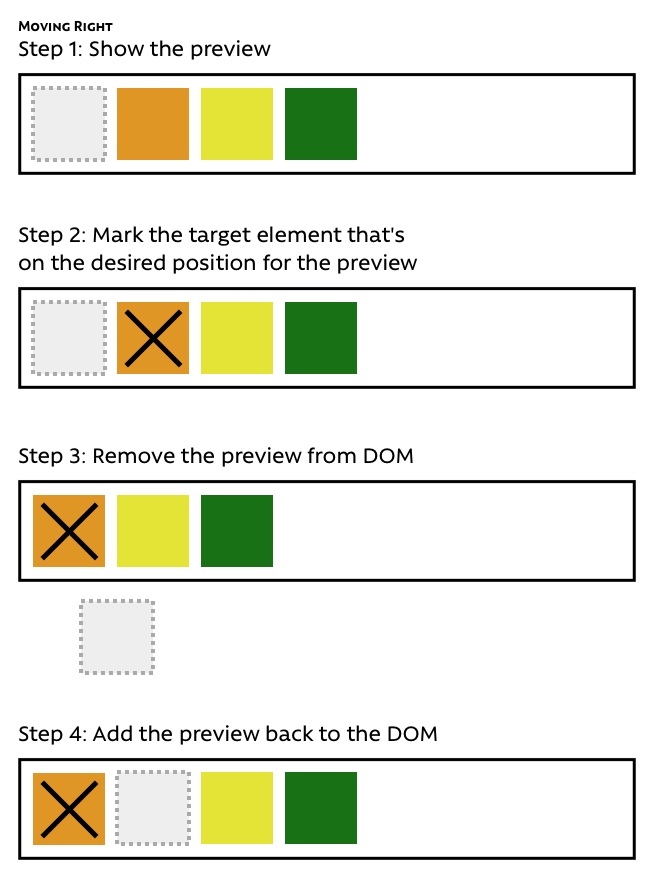 Moving Right
Step 1: Show the preview
Step 2: Mark the target element that's
on the desired position for the preview
Step 3: Remove the preview from DOM
Step 4: Add the preview back to the DOM